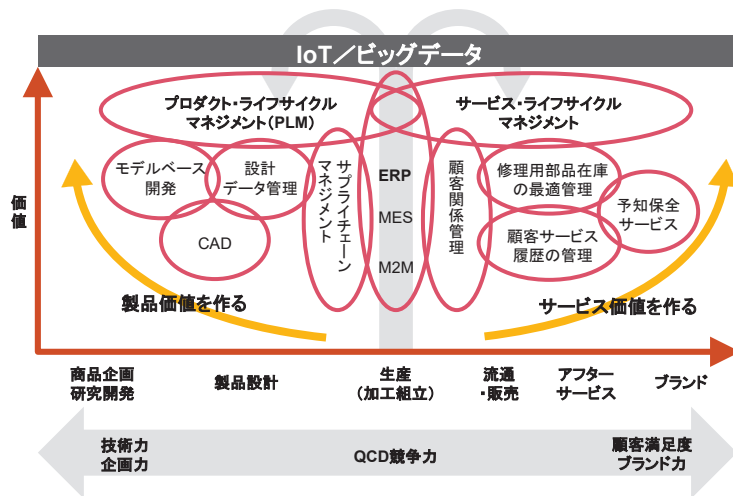 IoT／ビッグデータ
プロダクト・ライフサイクル
マネジメント（PLM）
サービス・ライフサイクル
マネジメント
モデルベース
開発
設計
データ管理
CAD
サプライチェーン
マネジメント
ERP
MES
M2M
顧客関係管理
修理用部品在庫
の最適管理
顧客サービス
履歴の管理
予知保全
サービス
価値
製品価値を作る
サービス価値を作る
商品企画
研究開発
製品設計
生産
（加工組立）
流通
・販売
アフター
サービス
ブランド
技術力
企画力
QCD競争力
顧客満足度
ブランド力